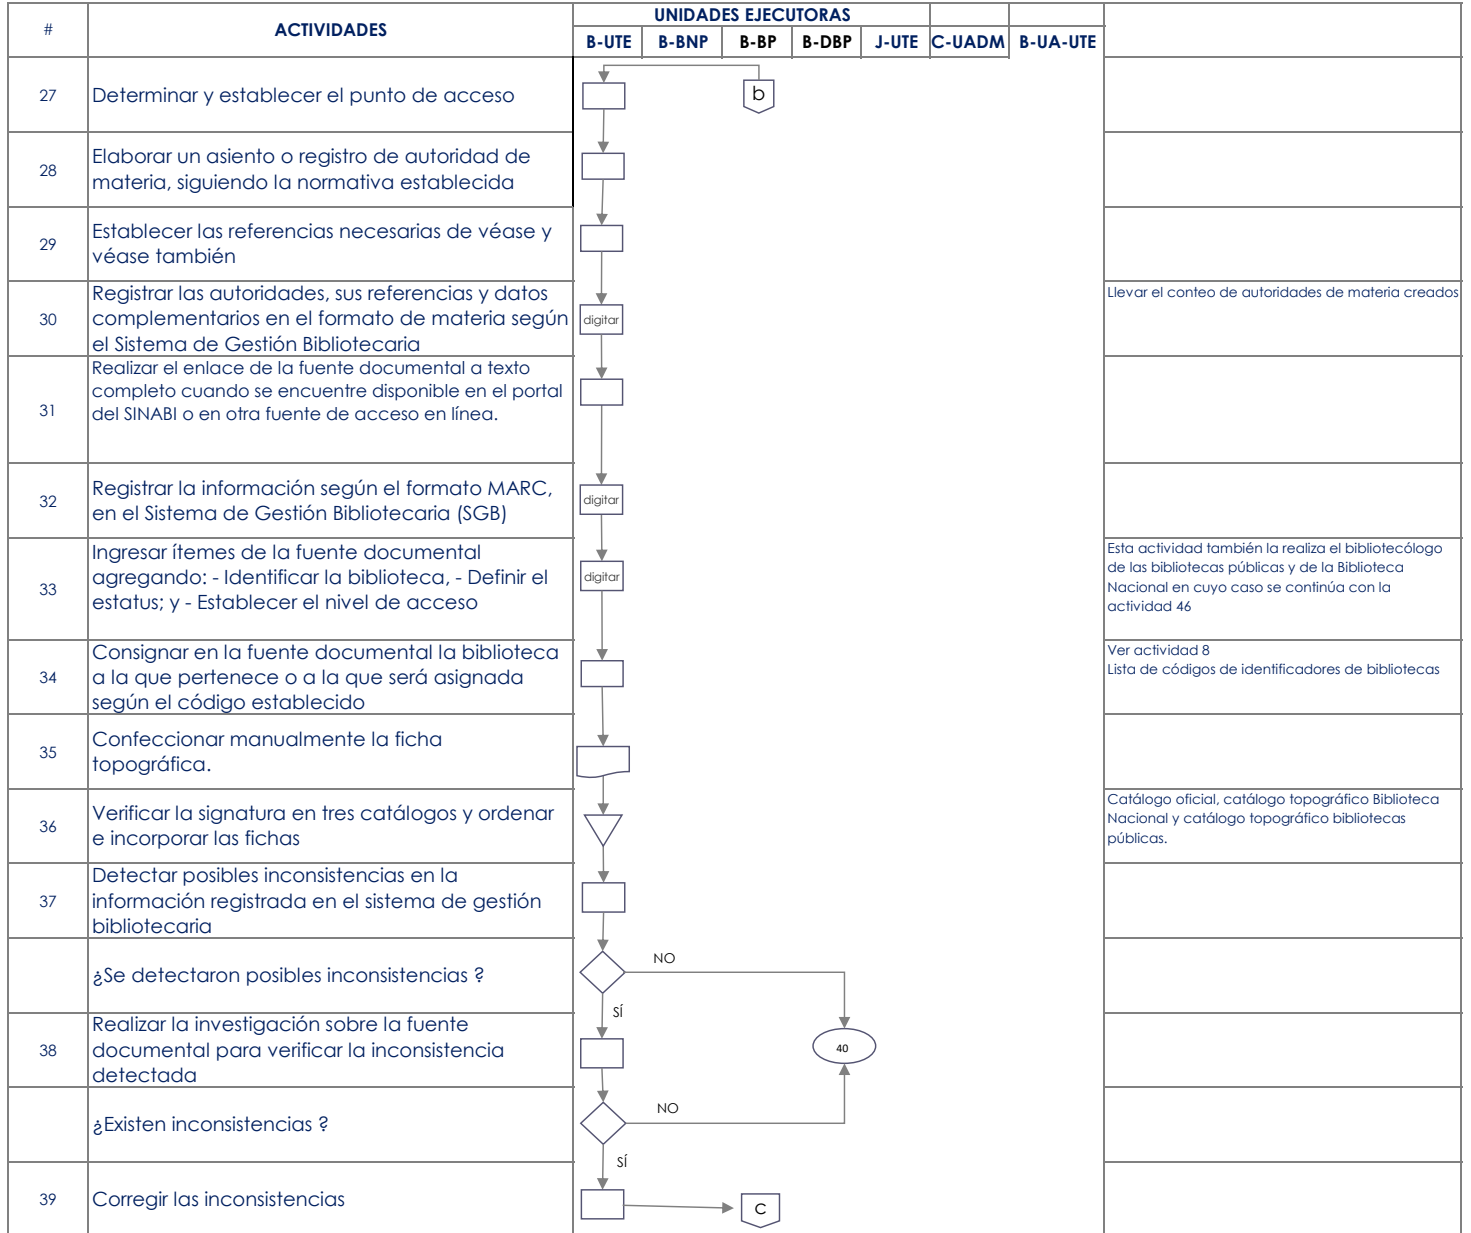 # ACTIVIDADES UNIDADES EJECUTORAS
B-UTE B-BNP B-BP B-DBP J-UTE C-UADM B-UA-UTE
27 Determinar y establecer el punto de acceso
b
28 Elaborar un asiento o registro de autoridad de
materia, siguiendo la normativa establecida
29 Establecer las referencias necesarias de véase y
véase también
30 Registrar las autoridades, sus referencias y datos
complementarios en el formato de materia según
el Sistema de Gestión Bibliotecaria
digitar
Llevar el conteo de autoridades de materia creados
31 Realizar el enlace de la fuente documental a texto
completo cuando se encuentre disponible en el portal
del SINABI o en otra fuente de acceso en línea.
32 Registrar la información según el formato MARC,
en el Sistema de Gestión Bibliotecaria (SGB)
digitar
33 Ingresar ítemes de la fuente documental
agregando: - Identificar la biblioteca, - Definir el
estatus; y - Establecer el nivel de acceso
digitar
Esta actividad también la realiza el bibliotecólogo
de las bibliotecas públicas y de la Biblioteca
Nacional en cuyo caso se continúa con la
actividad 46
34 Consignar en la fuente documental la biblioteca
a la que pertenece o a la que será asignada
según el código establecido
Ver actividad 8
Lista de códigos de identificadores de bibliotecas
35 Confeccionar manualmente la ficha
topográfica.
36 Verificar la signatura en tres catálogos y ordenar
e incorporar las fichas
Catálogo oficial, catálogo topográfico Biblioteca
Nacional y catálogo topográfico bibliotecas
públicas.
37 Detectar posibles inconsistencias en la
información registrada en el sistema de gestión
bibliotecaria
¿Se detectaron posibles inconsistencias ?
NO
SÍ
38 Realizar la investigación sobre la fuente
documental para verificar la inconsistencia
detectada
40
¿Existen inconsistencias ?
NO
SÍ
39 Corregir las inconsistencias
C